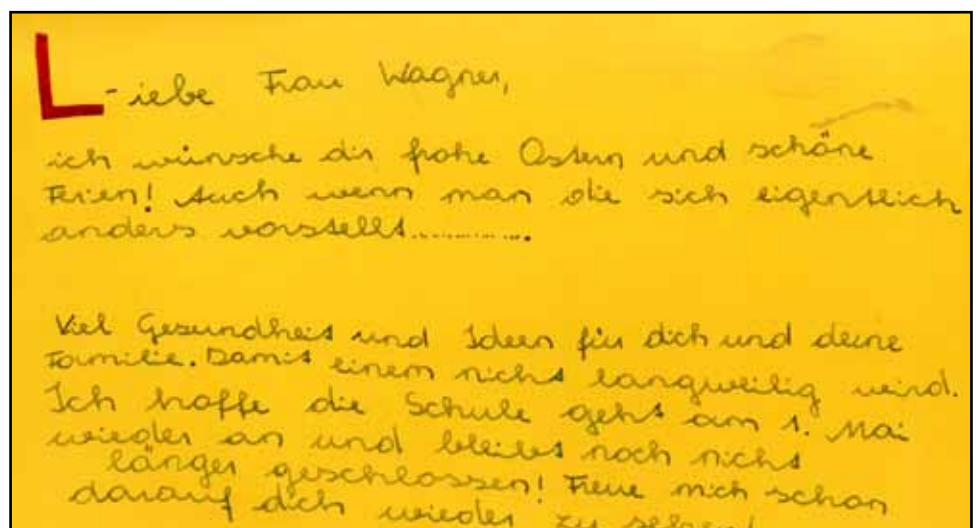 L-iebe Frau Wagner,
ich wünsche dir frohe Ostern und schöne
Ferien! Auch wenn man die sich eigentlich
anders vorstellt..............
Viel Gesundheit und Ideen für dich und deine
Familie. Damit einem nicht langweilig wird.
Ich hoffe die Schule geht am 1. Mai
wieder an und bleibt noch nicht
länger geschlossen! Freue mich schon
darauf dich wieder zu sehen!